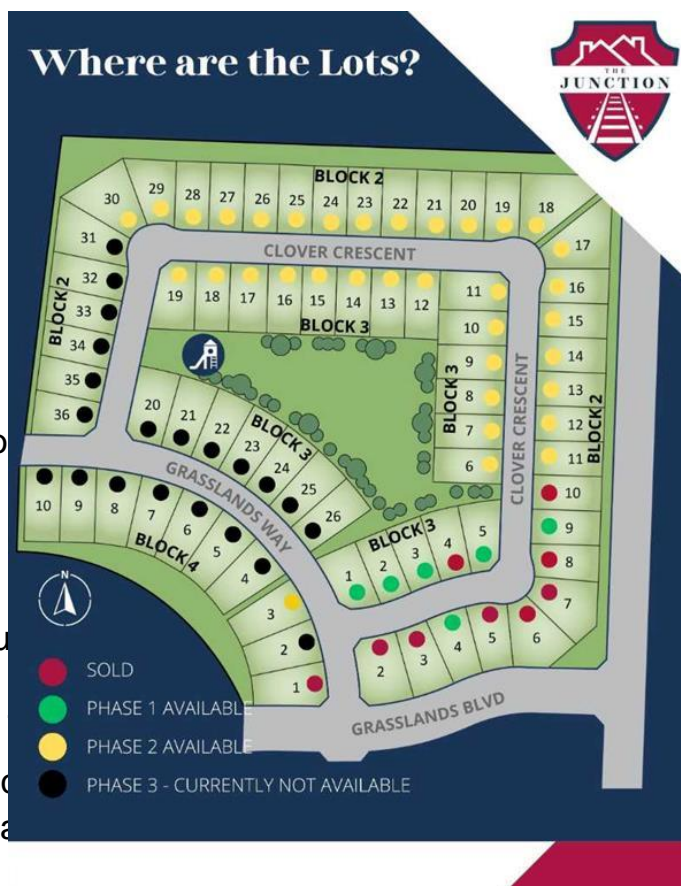 Where are the Lots?
THE
JUNCTION
BLOCK 2
30 29 28 27 26 25 24 23 22 21 20 19 18
17
31
CLOVER CRESCENT
32
BLOCK 2
33
34
35
36
19 18 17 16 15 14 13 12
BLOCK 3
11
10
9
8
7
6
BLOCK 3
CLOVER CRESCENT
16
15
14
13
12
11
10
9
8
7
BLOCK 2
20 21 22 23 24 25 26
BLOCK 3
GRASSLANDS WAY
10 9 8 7 6 5 4
BLOCK 4
3
2
1
BLOCK 3
1 2 3 4 5
2 3 4 5 6
GRASSLANDS BLVD
N
SOLD
PHASE 1 AVAILABLE
PHASE 2 AVAILABLE
PHASE 3 - CURRENTLY NOT AVAILABLE